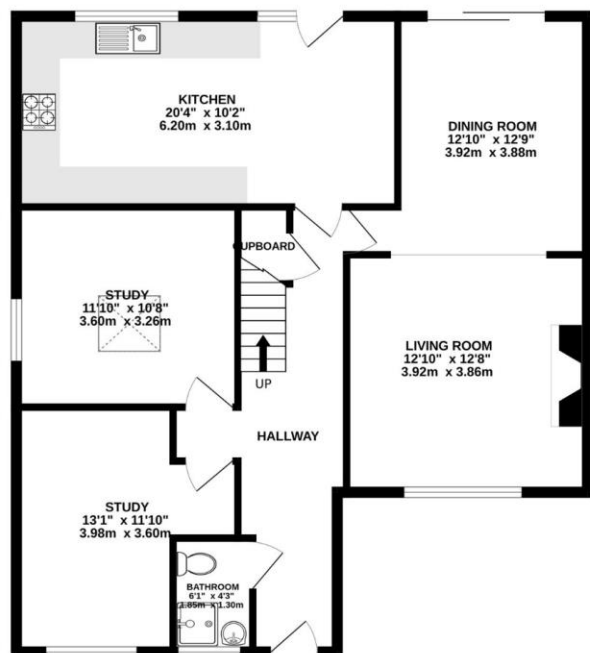 KITCHEN
20'4" x 10'2"
6.20m x 3.10m
DINING ROOM
12'10" x 12'9"
3.92m x 3.88m
CUPBOARD
STUDY
11'10" x 10'8"
3.60m x 3.26m
LIVING ROOM
12'10" x 12'8"
3.92m x 3.86m
UP
HALLWAY
STUDY
13'1" x 11'10"
3.98m x 3.60m
BATHROOM
6'1" x 4'3"
1.85m x 1.30m